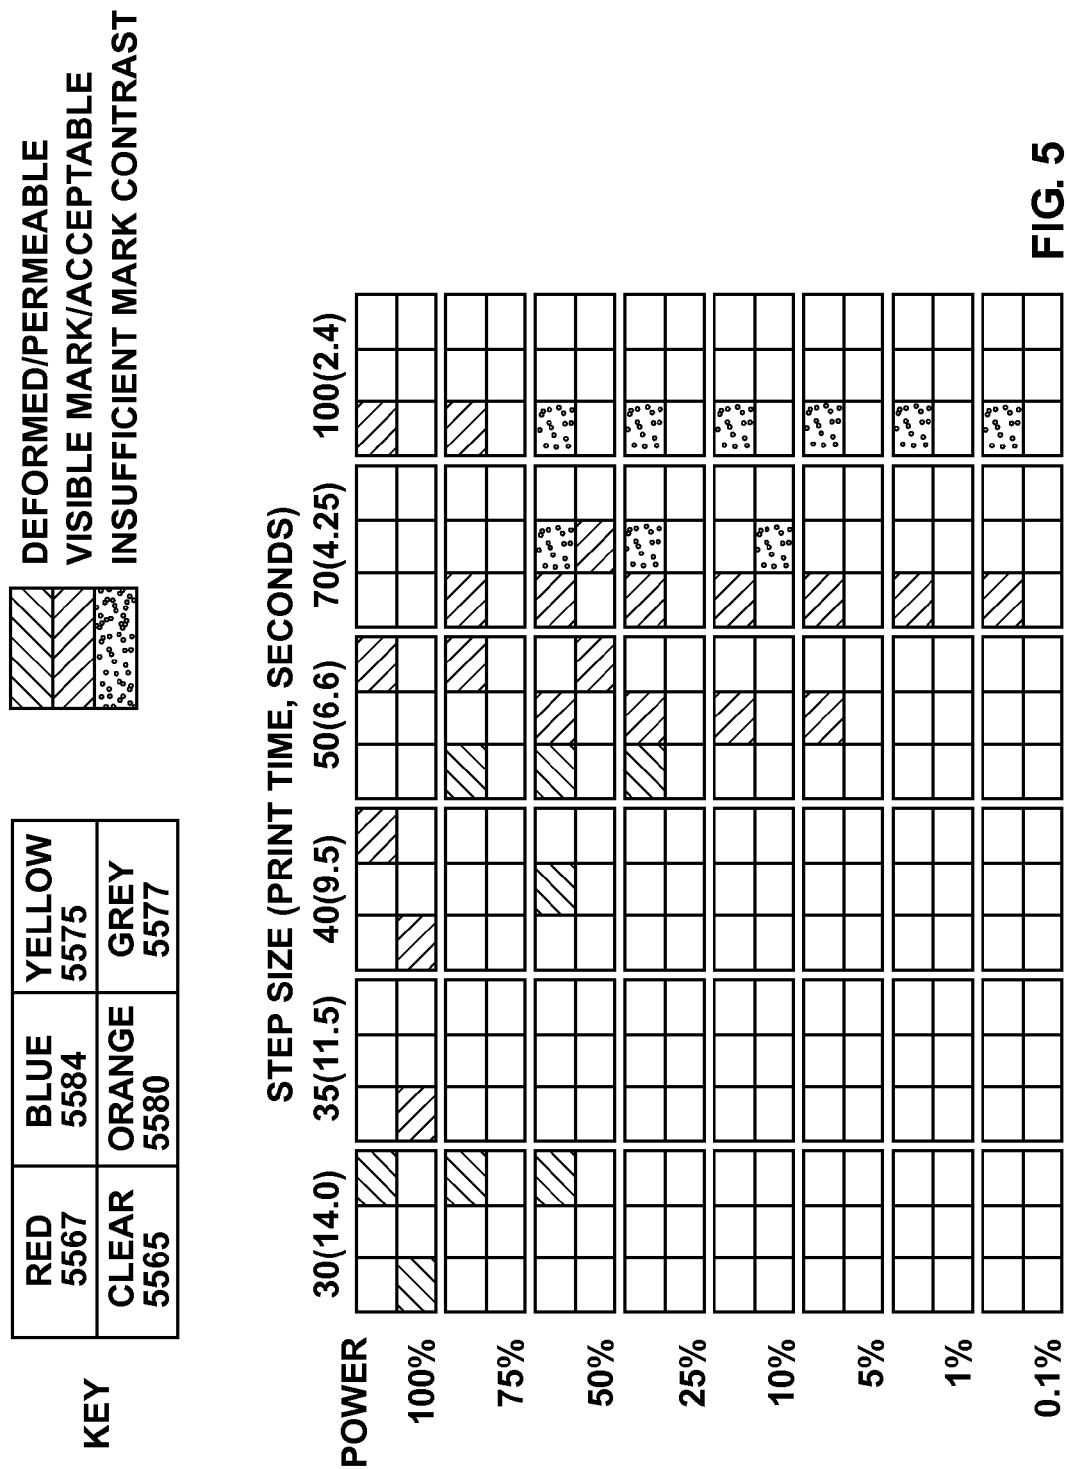 KEY
RED BLUE YELLOW
5567 5584 5575
CLEAR ORANGE GREY
5565 5580 5577
DEFORMED/PERMEABLE
VISIBLE MARK/ACCEPTABLE
INSUFFICIENT MARK CONTRAST
STEP SIZE (PRINT TIME, SECONDS)
POWER 30(14.0) 35(11.5) 40(9.5) 50(6.6) 70(4.25) 100(2.4)
100%
75%
50%
25%
10%
5%
1%
0.1%
FIG. 5